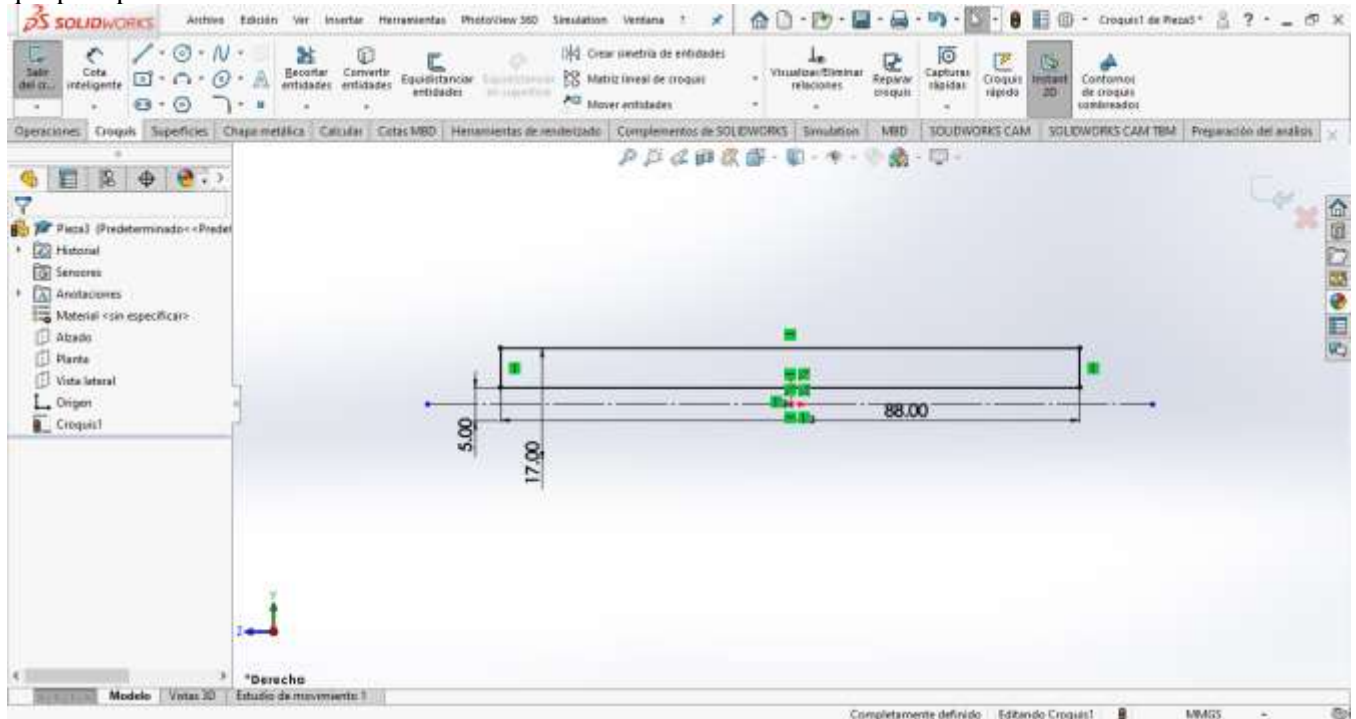 SOLIDWORKS Archivo Edición Ver Insertar Herramientas PhotoView 360 Simulation Ventana ? Croquis1 de Pieza3 *
Salir del cr... Cota inteligente Recortar entidades Convertir entidades Equidistanciar entidades Crear simetría de entidades
Matriz lineal de croquis
Mover entidades
Visualizar/Eliminar relaciones Reparar croquis Capturas rápidas Croquis rápido Instant 2D Contornos de croquis sombreados
Operaciones Croquis Superficies Chapa metálica Calcular Cotas MBD Herramientas de renderizado Complementos de SOLIDWORKS Simulation MBD SOLIDWORKS CAM SOLIDWORKS CAM TBM Preparación del análisis
Pieza3 (Predeterminado<<Predet
Historial
Sensores
Anotaciones
Material <sin especificar>
Alzado
Planta
Vista lateral
Origen
Croquis1
88.00
5.00
17.00
Y
Z
*Derecha
Modelo Vistas 3D Estudio de movimiento 1
Completamente definido Editando Croquis1 MMGS -